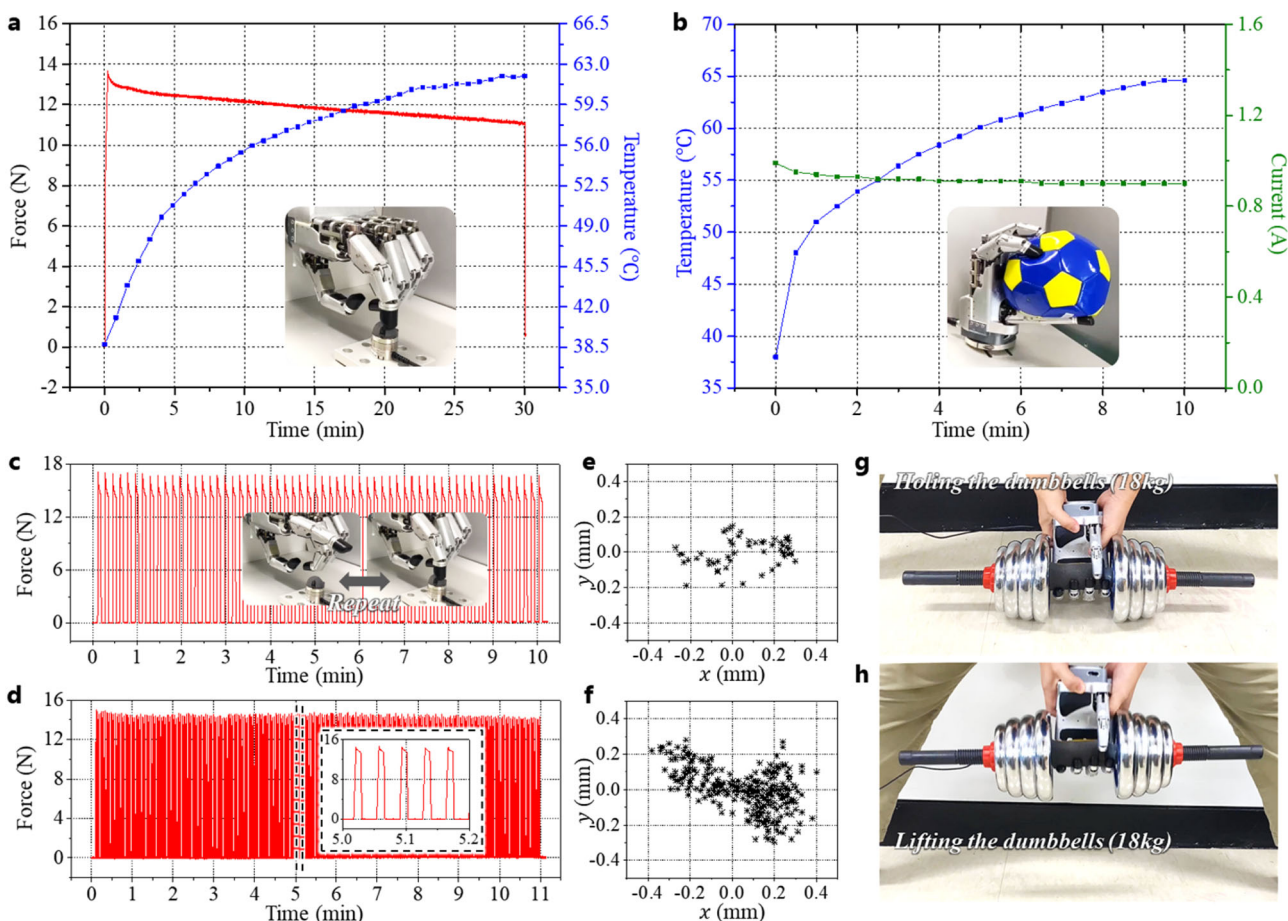 a
16
14
12
10
8
6
4
2
0
-2
Force (N)
0 5 10 15 20 25 30
Time (min)
66.5
63.0
59.5
56.0
52.5
49.0
45.5
42.0
38.5
35.0
Temperature (°C)
b
70
65
60
55
50
45
40
35
Temperature (°C)
0 2 4 6 8 10
Time (min)
1.6
1.2
0.8
0.4
0.0
Current (A)
c
18
12
6
0
Force (N)
Repeat
0 1 2 3 4 5 6 7 8 9 10
Time (min)
d
16
12
8
4
0
Force (N)
16
8
0
5.0 5.1 5.2
0 1 2 3 4 5 6 7 8 9 10 11
Time (min)
e
0.4
0.2
0.0
-0.2
-0.4
y (mm)
-0.4 -0.2 0.0 0.2 0.4
x (mm)
f
0.4
0.2
0.0
-0.2
-0.4
y (mm)
-0.4 -0.2 0.0 0.2 0.4
x (mm)
g
Holing the dumbbells (18kg)
h
Lifting the dumbbells (18kg)